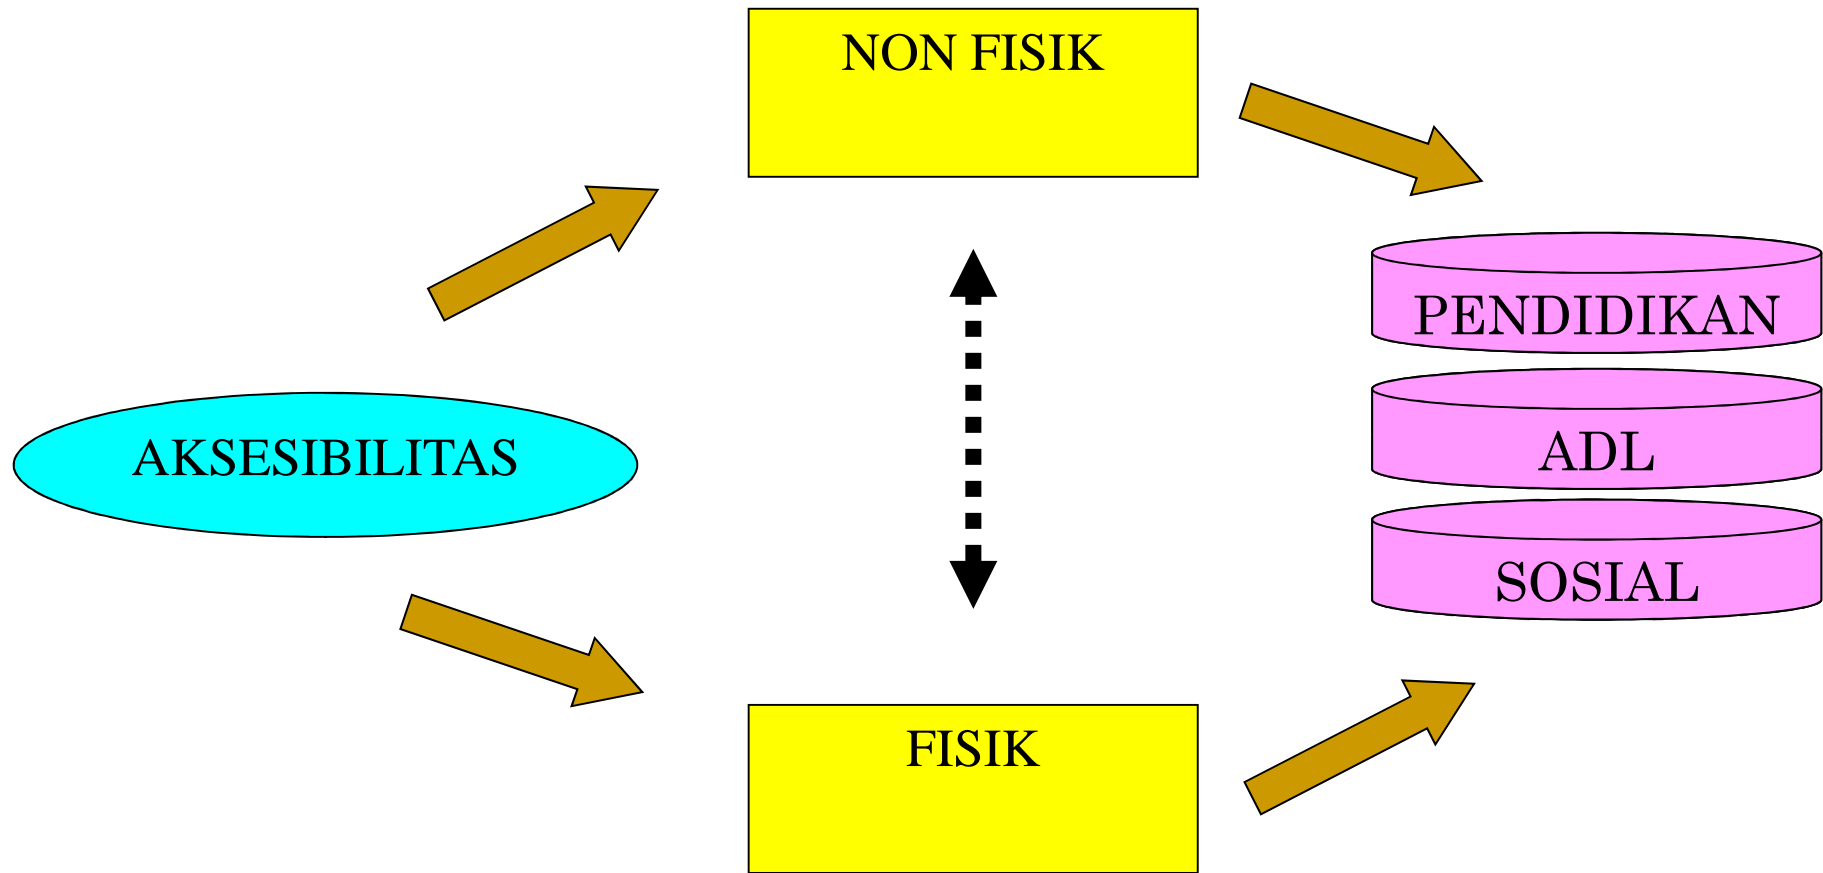 NON FISIK
PENDIDIKAN
AKSESIBILITAS
ADL
SOSIAL
FISIK